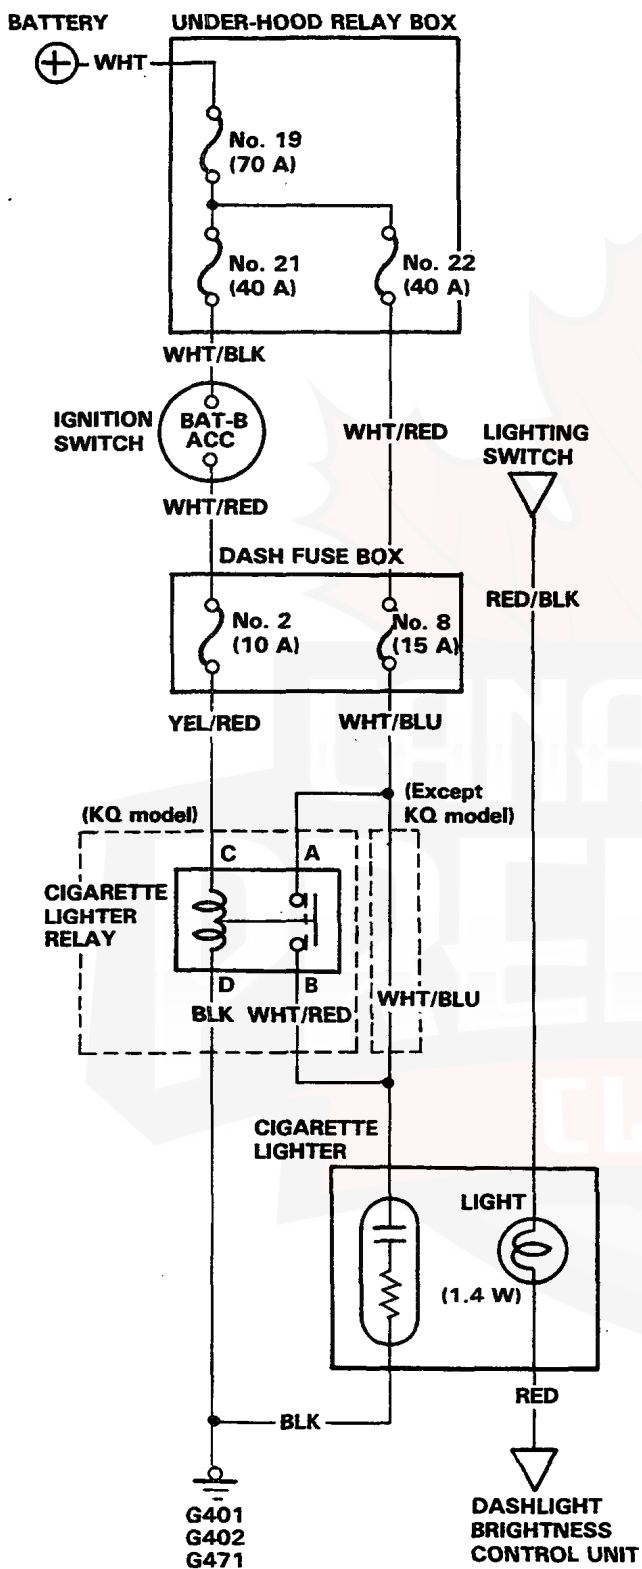 BATTERY
UNDER-HOOD RELAY BOX
WHT
No. 19
(70 A)
No. 21
(40 A)
No. 22
(40 A)
WHT/BLK
IGNITION
SWITCH
BAT-B
ACC
WHT/RED
LIGHTING
SWITCH
WHT/RED
DASH FUSE BOX
RED/BLK
No. 2
(10 A)
No. 8
(15 A)
YEL/RED
WHT/BLU
(KQ model)
(Except
KQ model)
C
A
CIGARETTE
LIGHTER
RELAY
D
B
BLK
WHT/RED
WHT/BLU
CIGARETTE
LIGHTER
LIGHT
(1.4 W)
RED
BLK
G401
G402
G471
DASHLIGHT
BRIGHTNESS
CONTROL UNIT